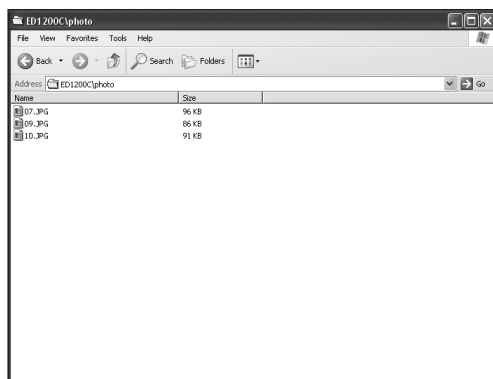 ED1200C\photo
File View Favorites Tools Help
Back Search Folders
Address ED1200C\photo Go
Name Size
07.JPG 96 KB
09.JPG 86 KB
10.JPG 91 KB